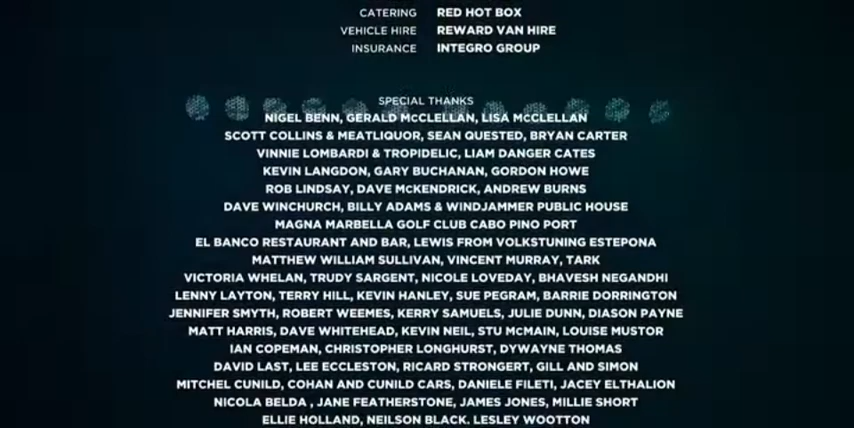 CATERING RED HOT BOX
VEHICLE HIRE REWARD VAN HIRE
INSURANCE INTEGRO GROUP
SPECIAL THANKS
NIGEL BENN, GERALD McCLELLAN, LISA McCLELLAN
SCOTT COLLINS & MEATLIQUOR, SEAN QUESTED, BRYAN CARTER
VINNIE LOMBARDI & TROPIDELIC, LIAM DANGER CATES
KEVIN LANGDON, GARY BUCHANAN, GORDON HOWE
ROB LINDSAY, DAVE McKENDRICK, ANDREW BURNS
DAVE WINCHURCH, BILLY ADAMS & WINDJAMMER PUBLIC HOUSE
MAGNA MARBELLA GOLF CLUB CABO PINO PORT
EL BANCO RESTAURANT AND BAR, LEWIS FROM VOLKSTUNING ESTEPONA
MATTHEW WILLIAM SULLIVAN, VINCENT MURRAY, TARK
VICTORIA WHELAN, TRUDY SARGENT, NICOLE LOVEDAY, BHAVESH NEGANDHI
LENNY LAYTON, TERRY HILL, KEVIN HANLEY, SUE PEGRAM, BARRIE DORRINGTON
JENNIFER SMYTH, ROBERT WEEMES, KERRY SAMUELS, JULIE DUNN, DIASON PAYNE
MATT HARRIS, DAVE WHITEHEAD, KEVIN NEIL, STU McMAIN, LOUISE MUSTOR
IAN COPEMAN, CHRISTOPHER LONGHURST, DYWAYNE THOMAS
DAVID LAST, LEE ECCLESTON, RICARD STRONGERT, GILL AND SIMON
MITCHEL CUNILD, COHAN AND CUNILD CARS, DANIELE FILETI, JACEY ELTHALION
NICOLA BELDA , JANE FEATHERSTONE, JAMES JONES, MILLIE SHORT
ELLIE HOLLAND, NEILSON BLACK, LESLEY WOOTTON